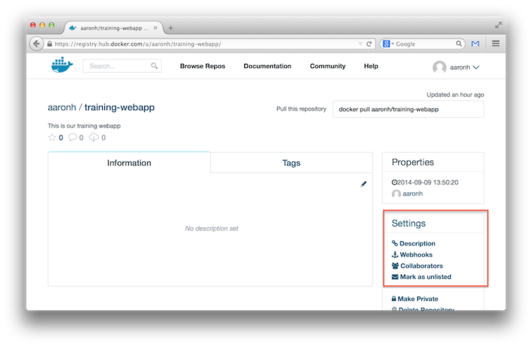 aaronh / training-webapp ...
https://registry.hub.docker.com/u/aaronh/training-webapp/
Google
Search...
Browse Repos
Documentation
Community
Help
aaronh
Updated an hour ago
aaronh / training-webapp
Pull this repository
docker pull aaronh/training-webapp
This is our training webapp
0 0 0
Information
Tags
No description set
Properties
2014-09-09 13:50:20
aaronh
Settings
Description
Webhooks
Collaborators
Mark as unlisted
Make Private
Delete Repository